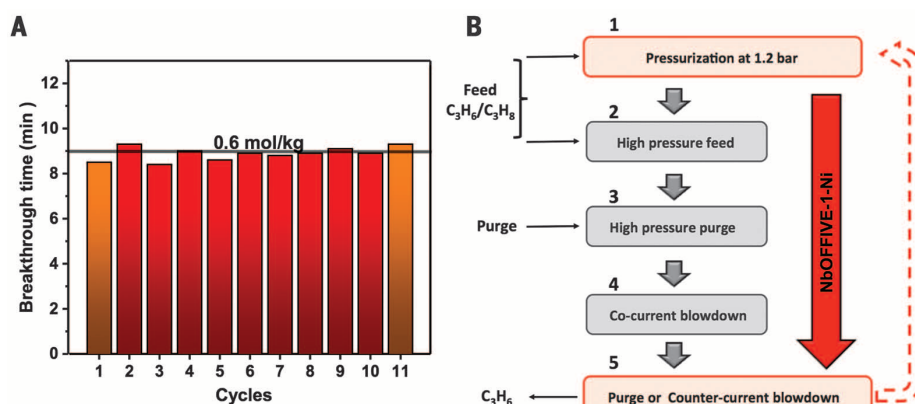 A
Breakthrough time (min)
12
10
8
6
4
2
0
0.6 mol/kg
1 2 3 4 5 6 7 8 9 10 11
Cycles
B
1
Pressurization at 1.2 bar
Feed
C₃H₆/C₃H₈
2
High pressure feed
3
Purge
High pressure purge
4
Co-current blowdown
5
C₃H₆
Purge or Counter-current blowdown
NbOFFIVE-1-Ni